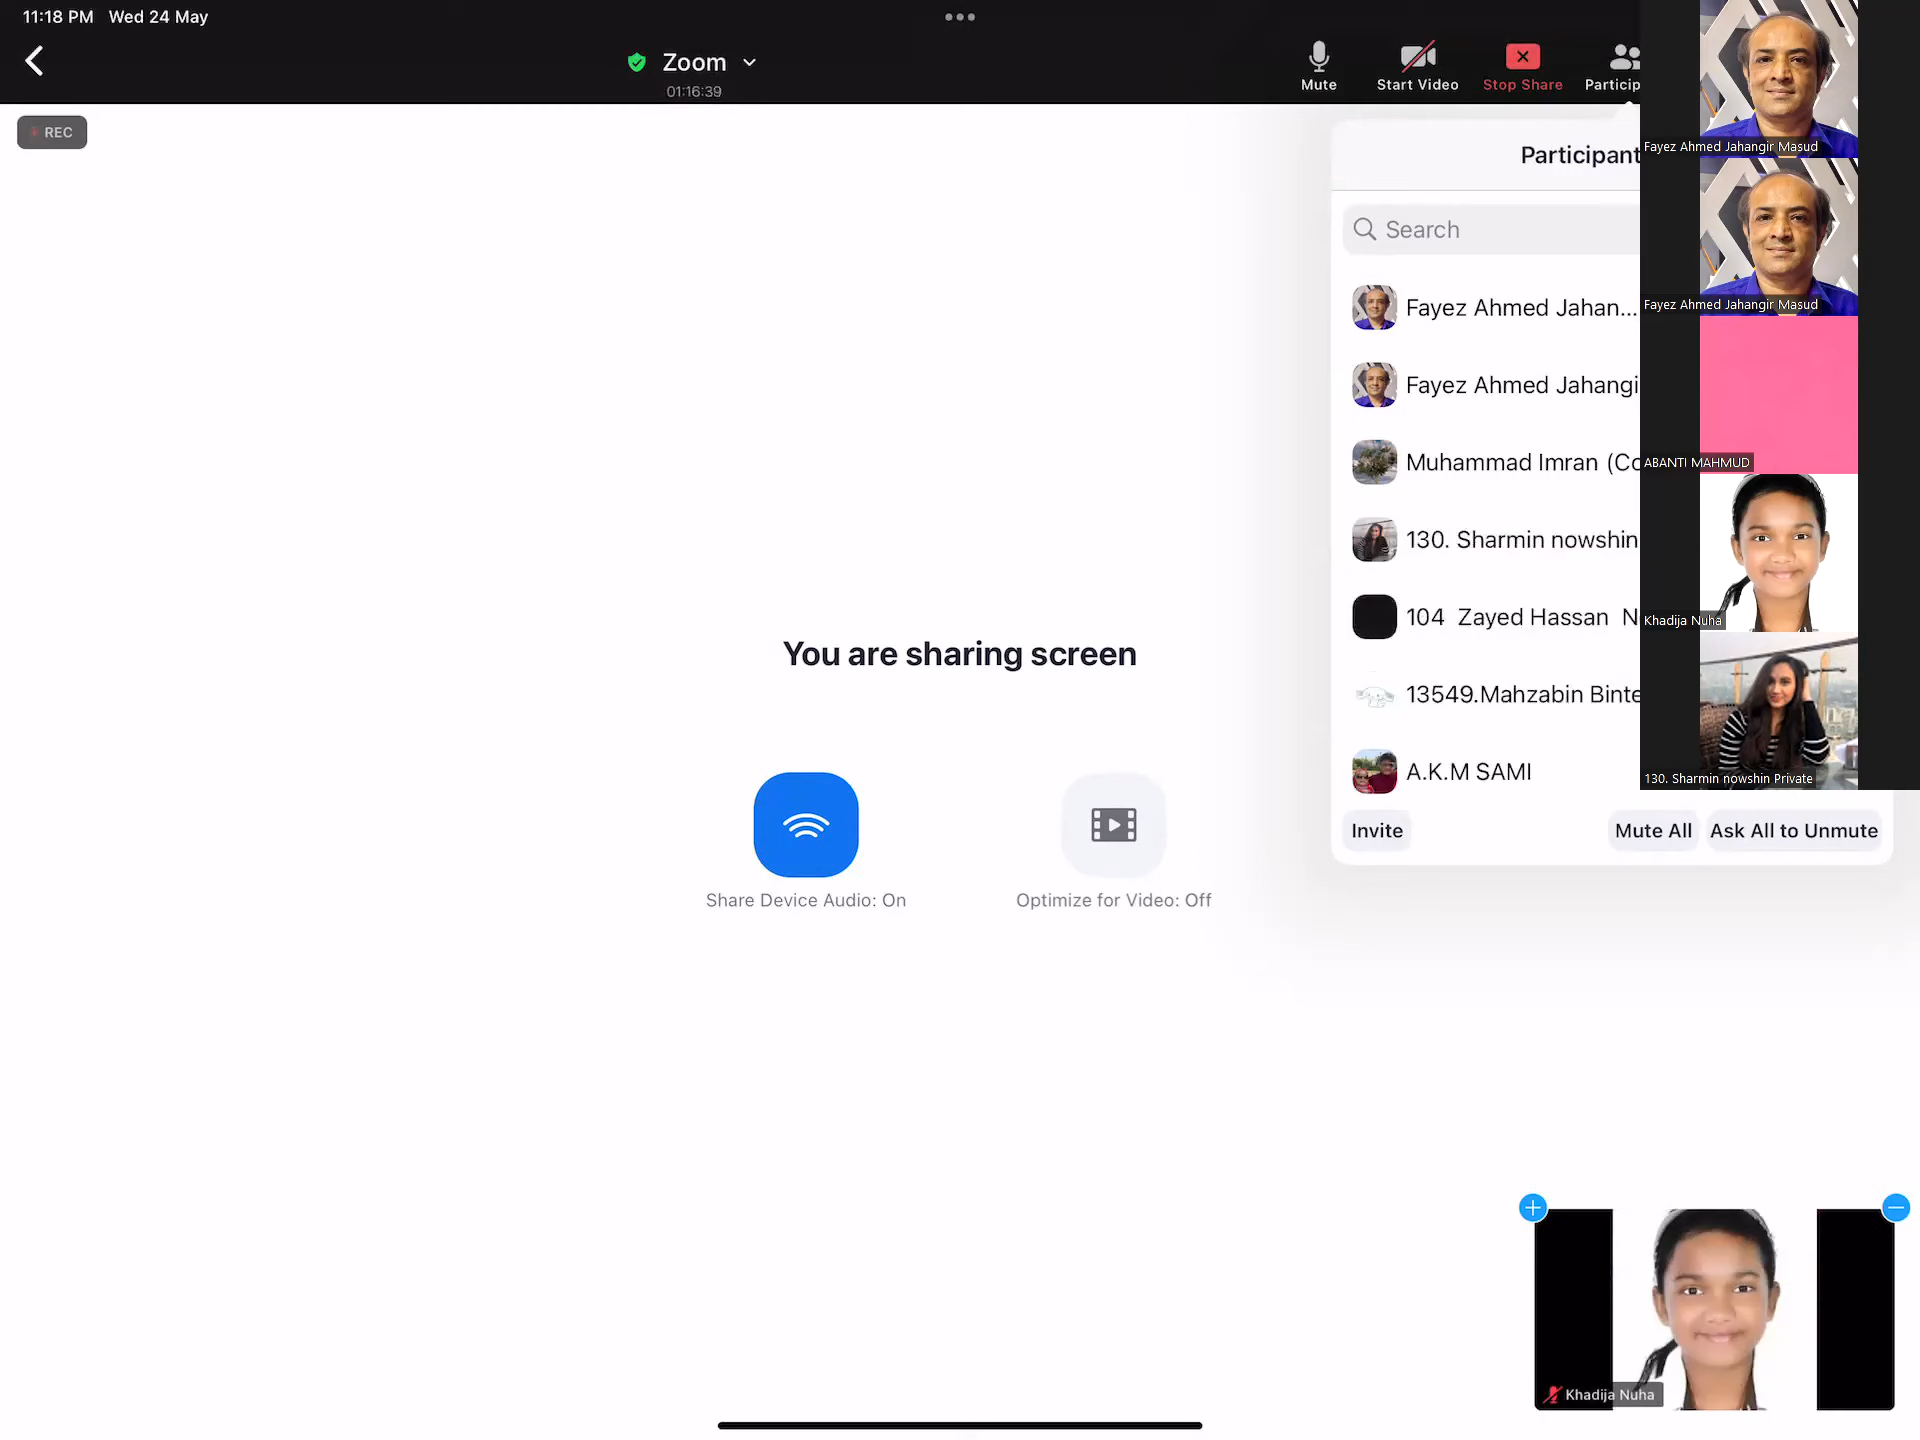 11:18 PM Wed 24 May
Zoom
01:16:39
Mute
Start Video
Stop Share
Particip
REC
Participant
Search
Fayez Ahmed Jahan...
Fayez Ahmed Jahangi
Muhammad Imran (Co
130. Sharmin nowshin
104 Zayed Hassan N
13549.Mahzabin Binte
A.K.M SAMI
Invite
Mute All
Ask All to Unmute
Fayez Ahmed Jahangir Masud
Fayez Ahmed Jahangir Masud
ABANTI MAHMUD
Khadija Nuha
130. Sharmin nowshin Private
You are sharing screen
Share Device Audio: On
Optimize for Video: Off
Khadija Nuha